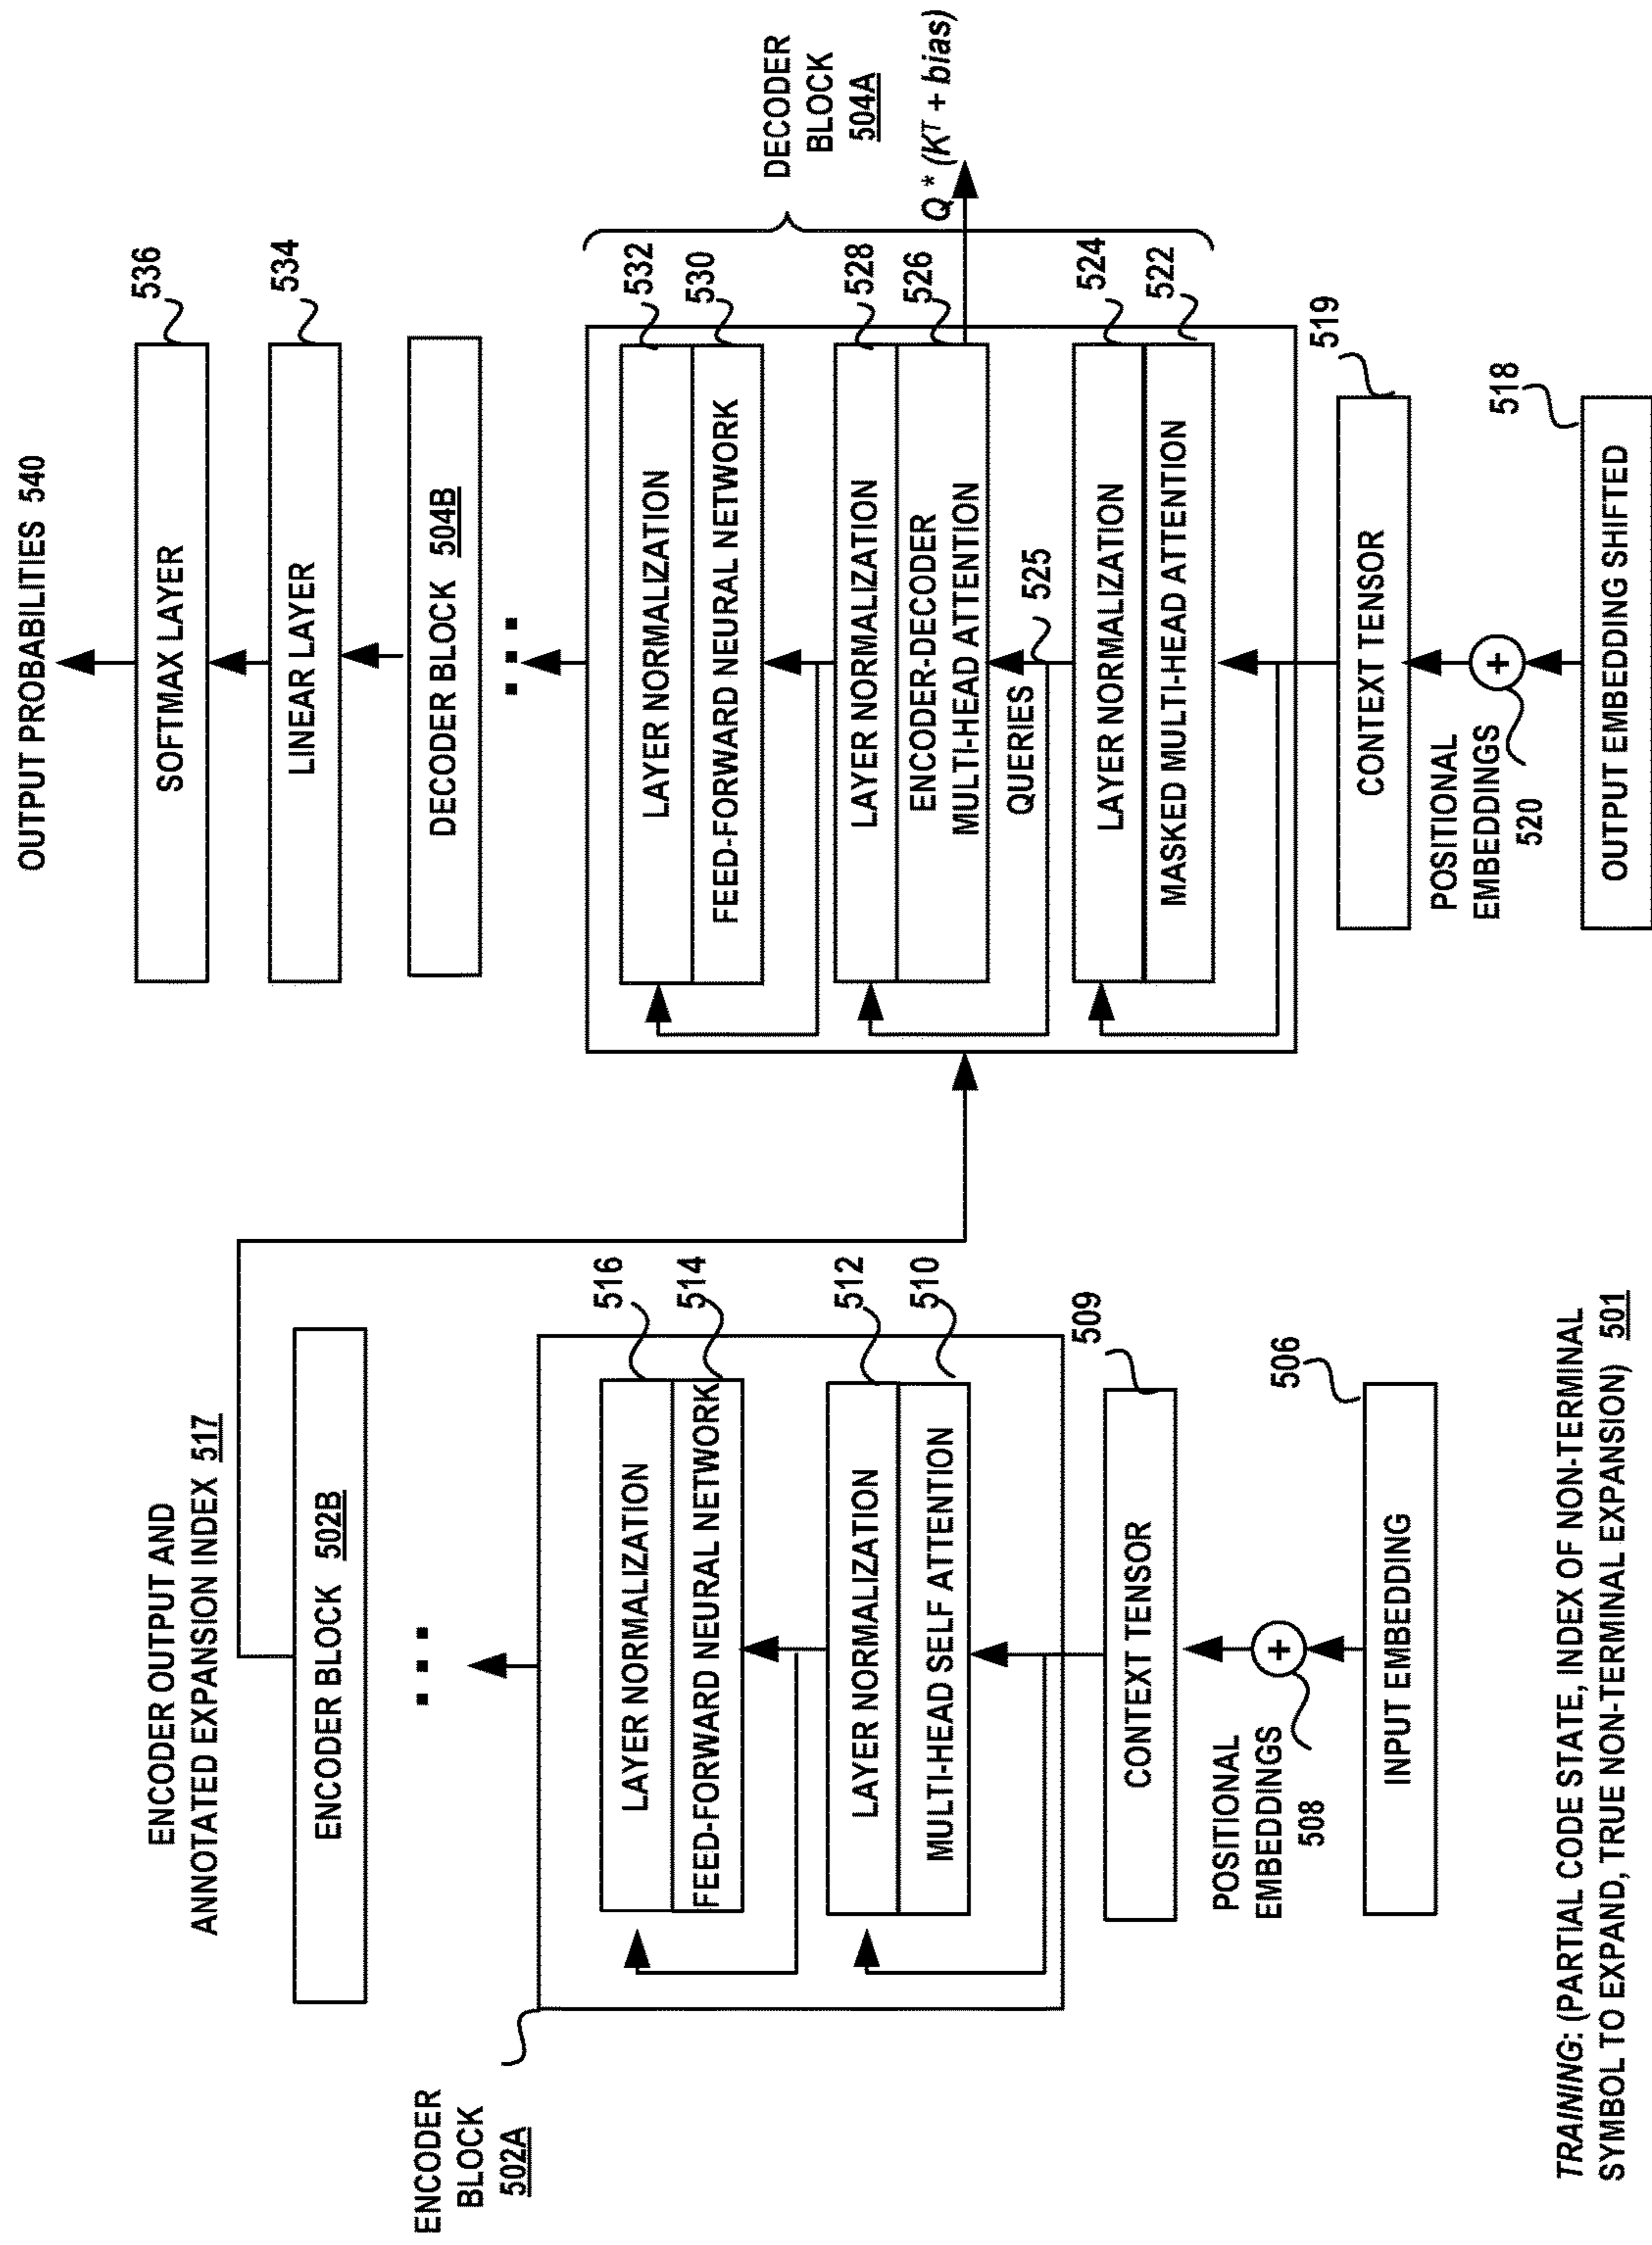 ENCODER OUTPUT AND
ANNOTATED EXPANSION INDEX 517
ENCODER BLOCK 502B
ENCODER
BLOCK
502A
LAYER NORMALIZATION
516
FEED-FORWARD NEURAL NETWORK
514
LAYER NORMALIZATION
512
MULTI-HEAD SELF ATTENTION
510
CONTEXT TENSOR
509
POSITIONAL
EMBEDDINGS
508
+
INPUT EMBEDDING
506
TRAINING: (PARTIAL CODE STATE, INDEX OF NON-TERMINAL
SYMBOL TO EXPAND, TRUE NON-TERMINAL EXPANSION) 501
OUTPUT PROBABILITIES 540
SOFTMAX LAYER
536
LINEAR LAYER
534
DECODER BLOCK 504B
LAYER NORMALIZATION
532
FEED-FORWARD NEURAL NETWORK
530
LAYER NORMALIZATION
528
ENCODER-DECODER
MULTI-HEAD ATTENTION
526
QUERIES
525
LAYER NORMALIZATION
524
MASKED MULTI-HEAD ATTENTION
522
DECODER
BLOCK
504A
Q * (Kᵀ + bias)
CONTEXT TENSOR
519
POSITIONAL
EMBEDDINGS
520
+
OUTPUT EMBEDDING SHIFTED
518